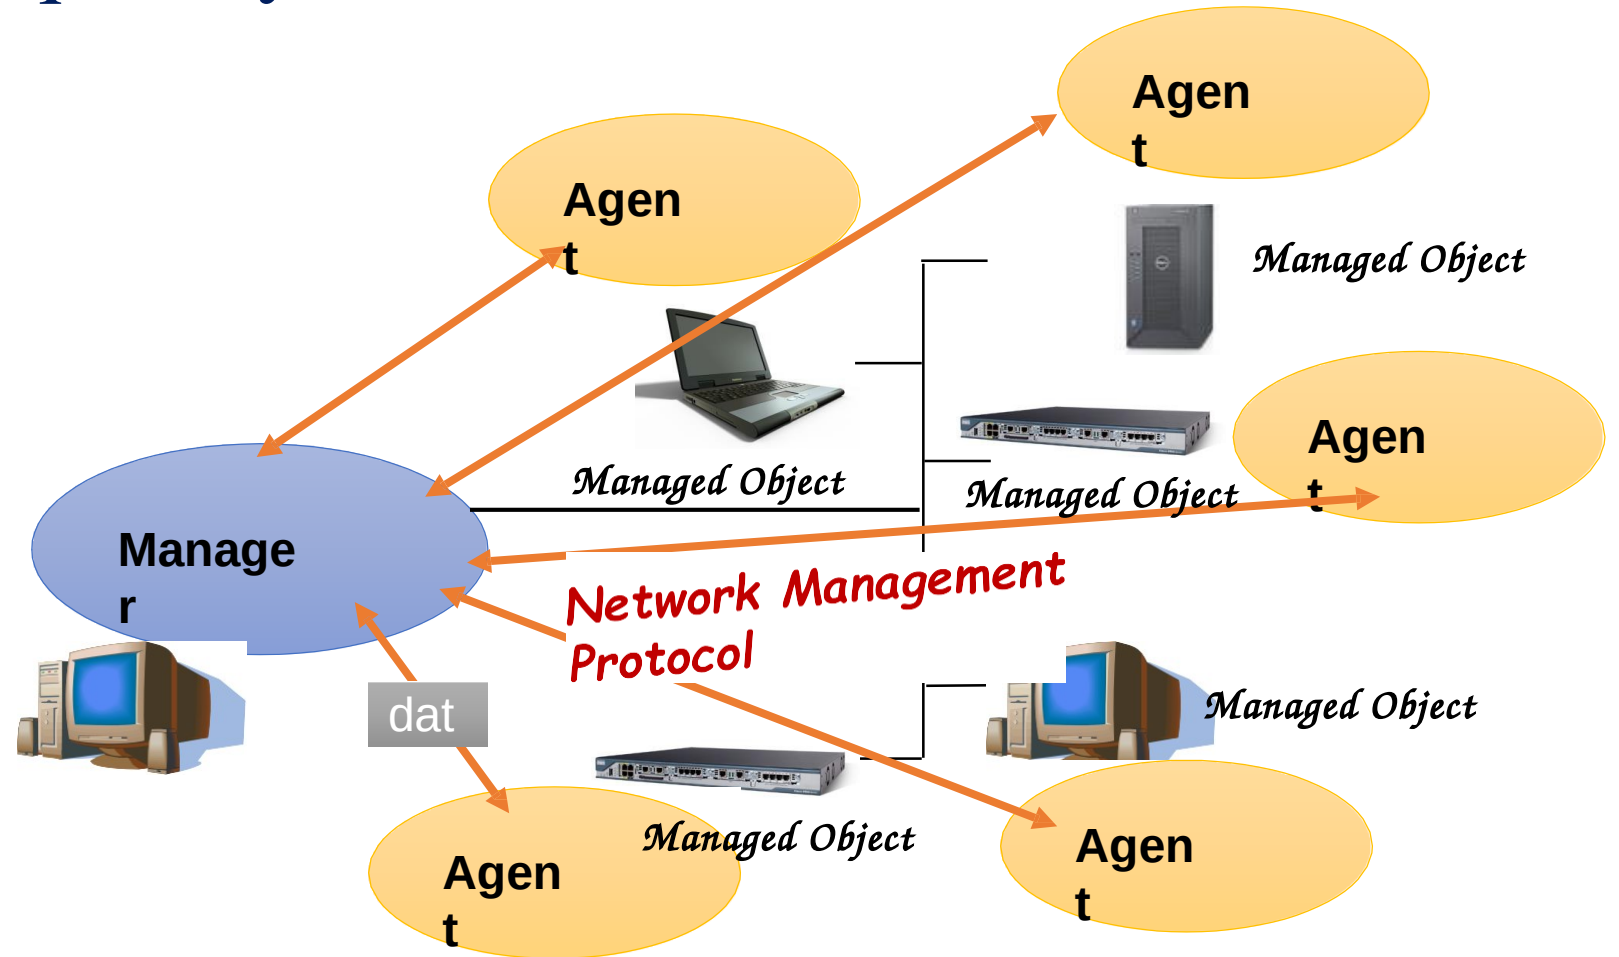 Agen
t
Agen
t
Managed Object
Agen
t
Managed Object
Managed Object
Manage
r
Network Management
Protocol
dat
Managed Object
Managed Object
Agen
t
Agen
t